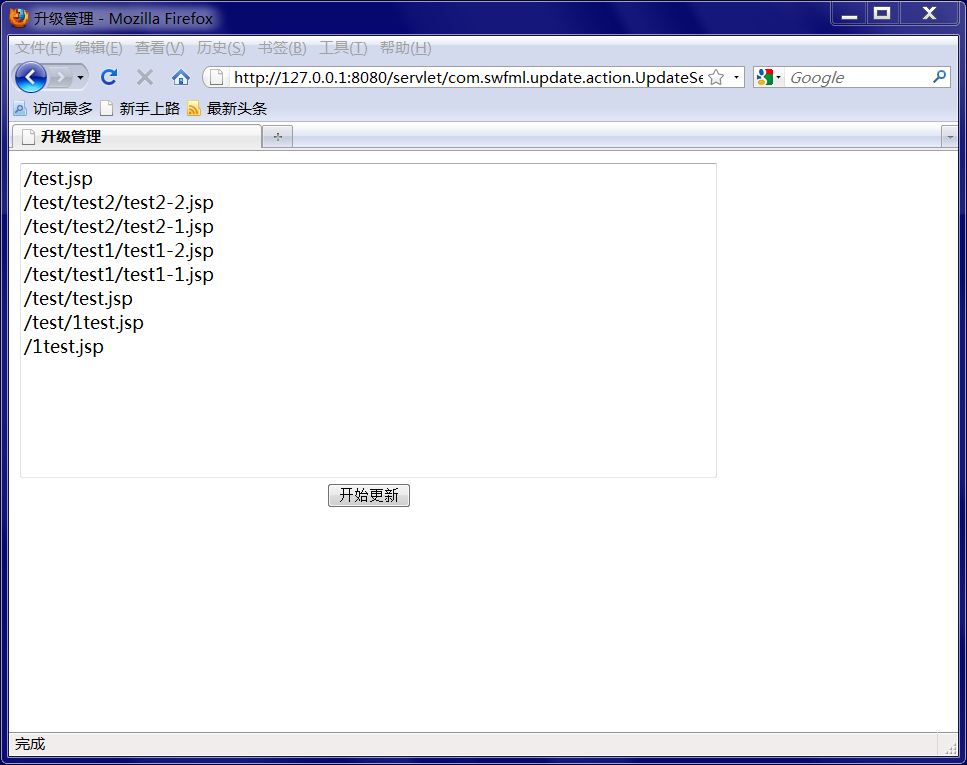 升级管理 - Mozilla Firefox
文件(F) 编辑(E) 查看(V) 历史(S) 书签(B) 工具(T) 帮助(H)
http://127.0.0.1:8080/servlet/com.swfml.update.action.UpdateSe Google
访问最多 新手上路 最新头条
升级管理
/test.jsp
/test/test2/test2-2.jsp
/test/test2/test2-1.jsp
/test/test1/test1-2.jsp
/test/test1/test1-1.jsp
/test/test.jsp
/test/1test.jsp
/1test.jsp
开始更新
完成